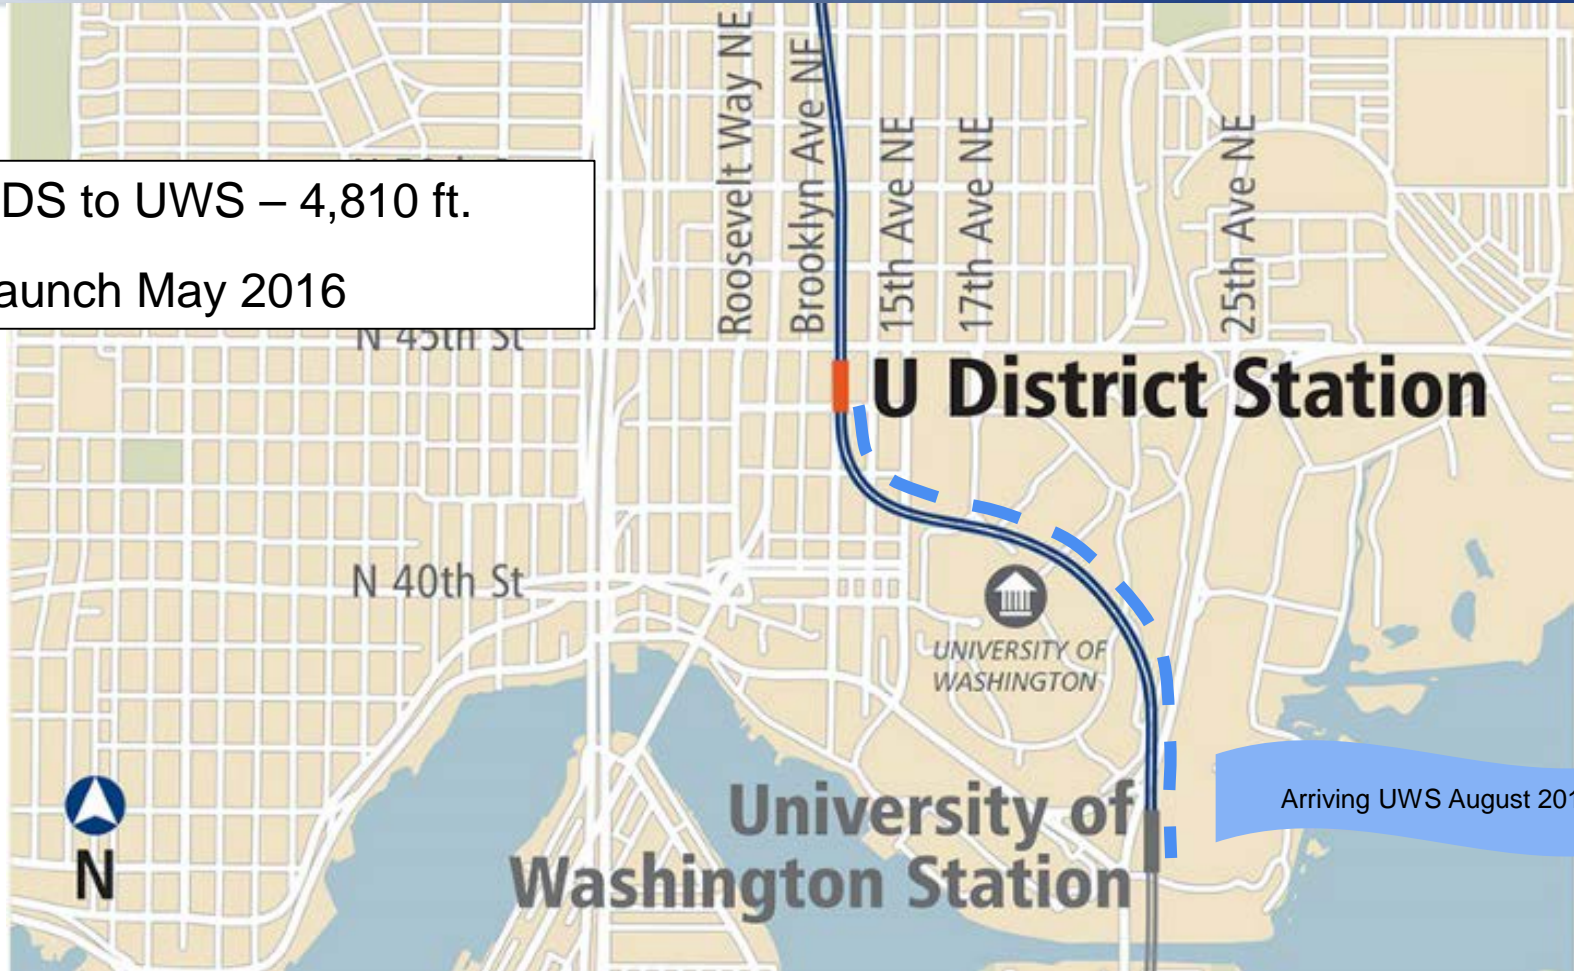 Roosevelt Way NE
Brooklyn Ave NE
15th Ave NE
17th Ave NE
25th Ave NE
DS to UWS – 4,810 ft.
aunch May 2016
N 45th St
U District Station
N 40th St
UNIVERSITY OF
WASHINGTON
University of
Washington Station
Arriving UWS August 201
N